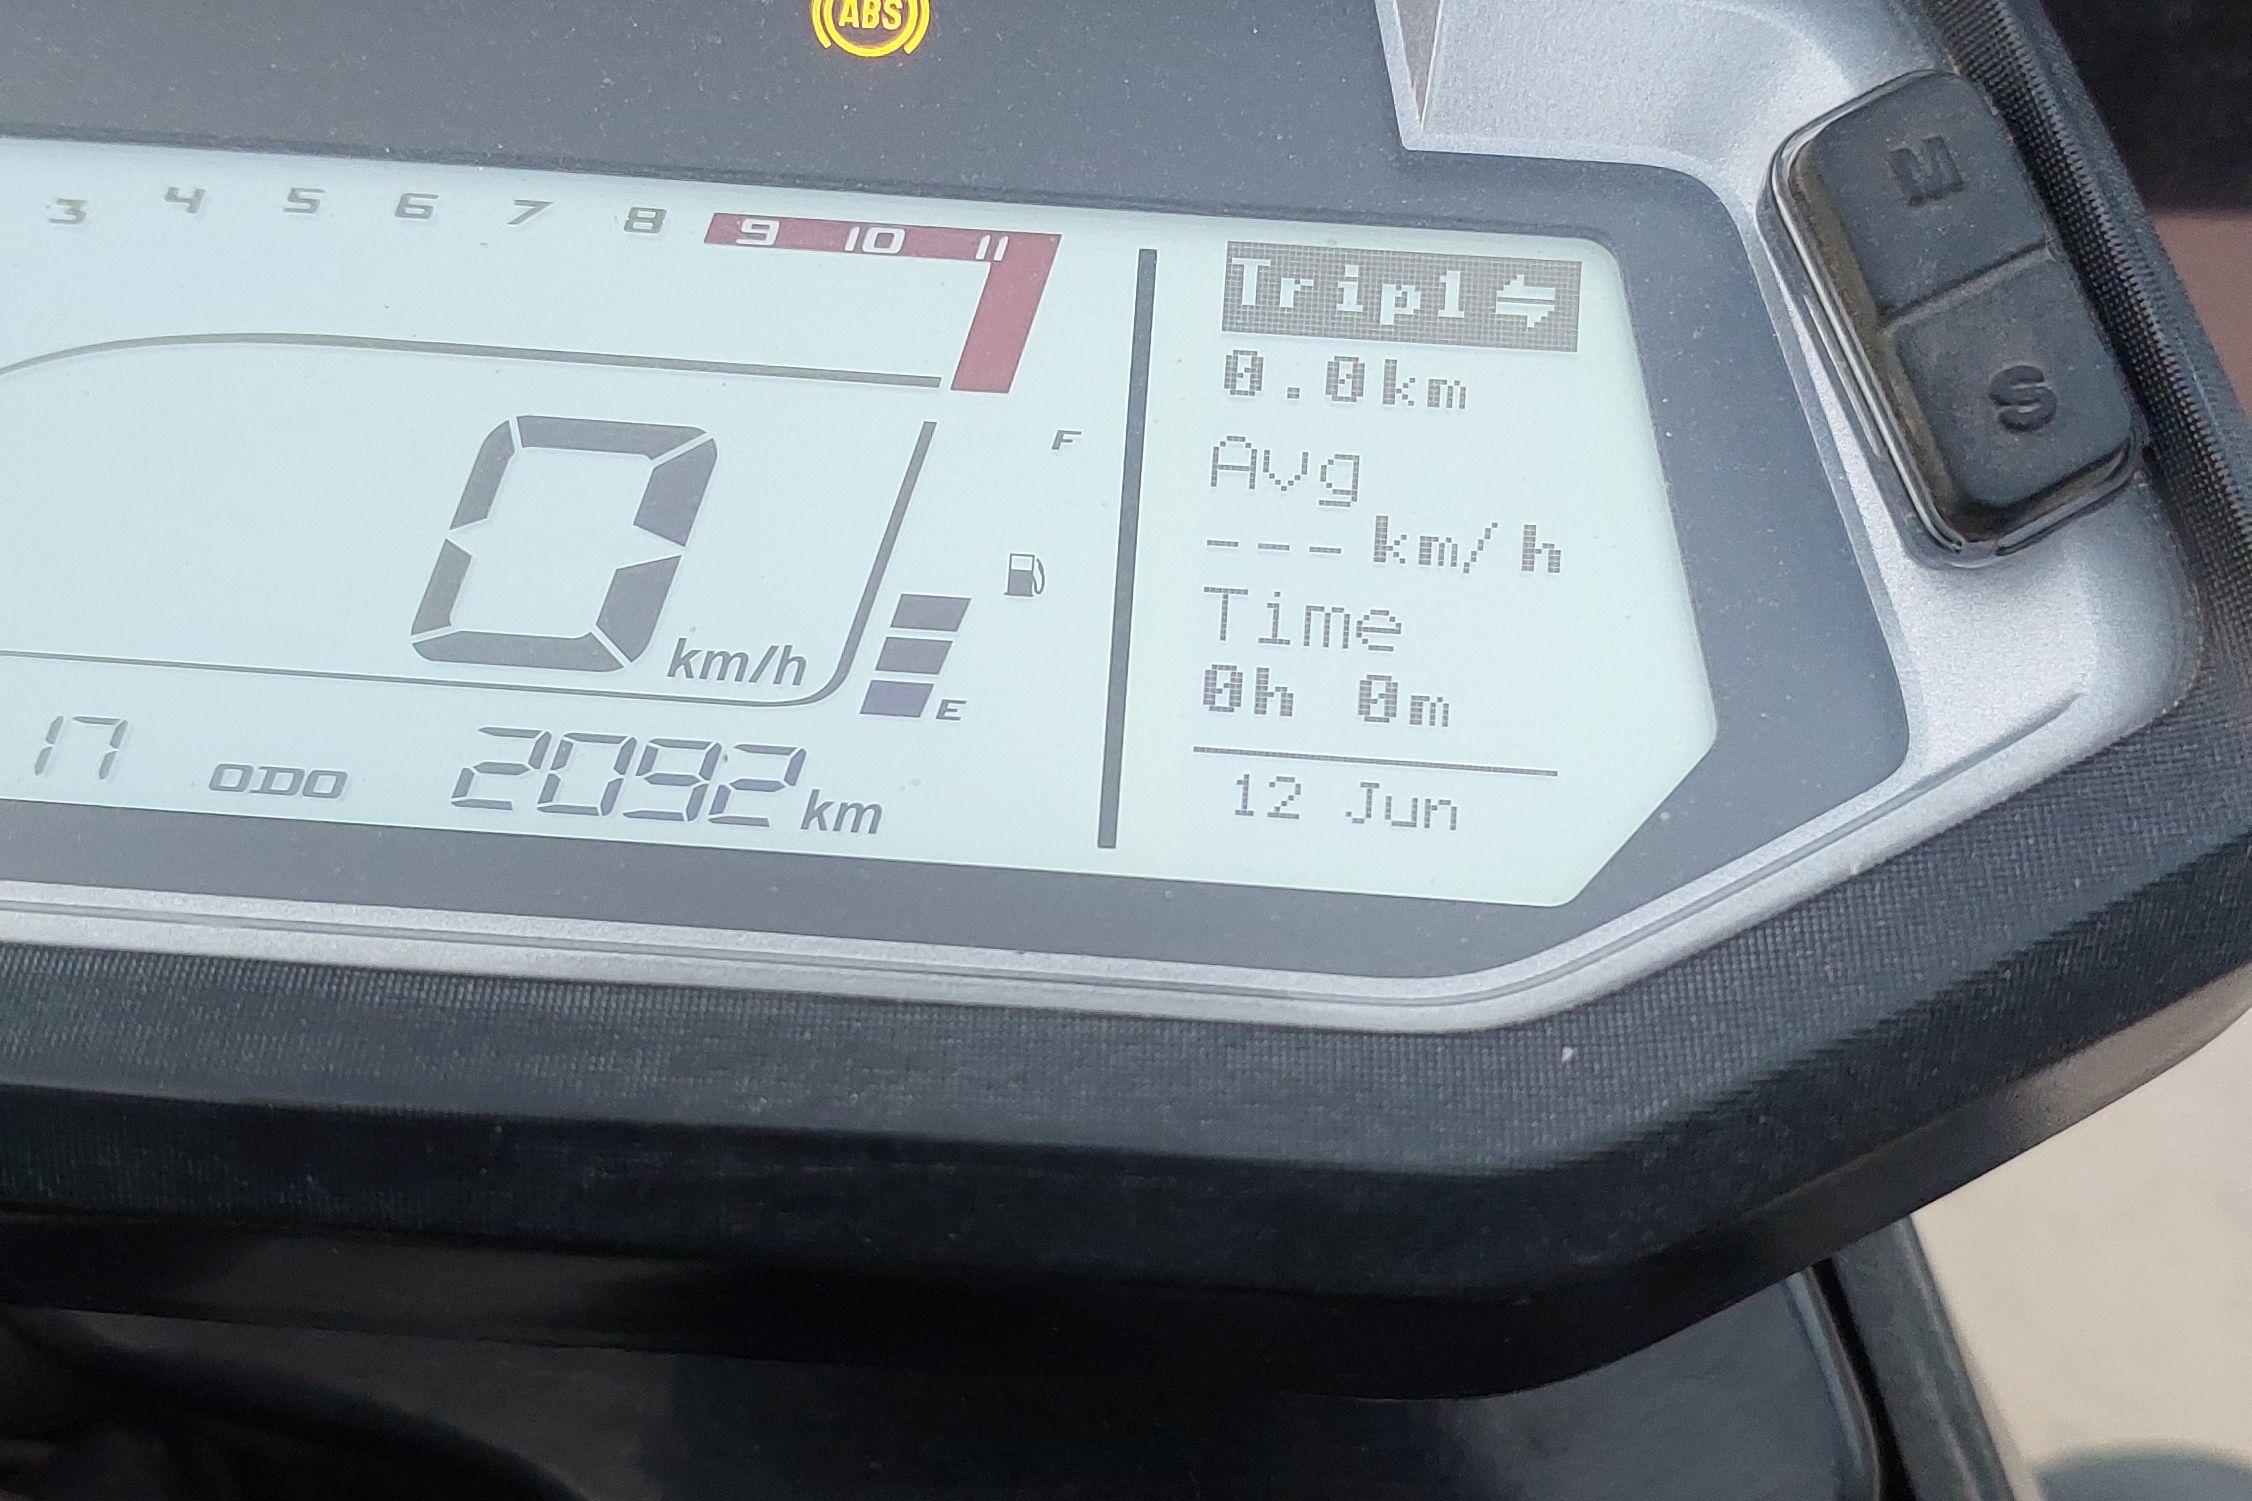 ABS
3 4 5 6 7 8 9 10 11
M
S
Trip1
0.0km
Avg
---km/h
Time
0h 0m
12 Jun
F
0 km/h
E
17 ODO 2092 km